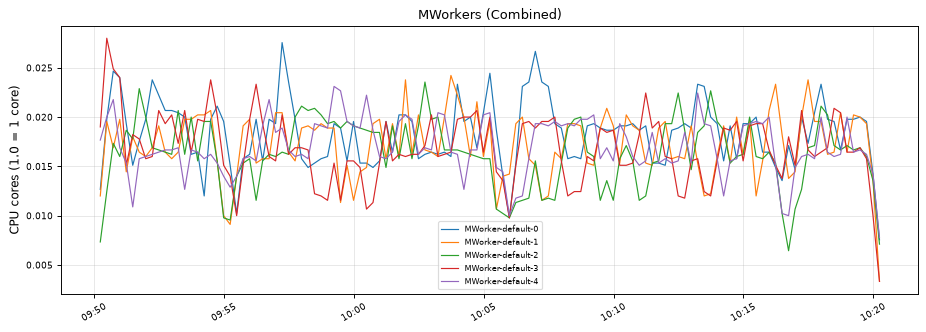 MWorkers (Combined)
CPU cores (1.0 = 1 core)
0.025
0.020
0.015
0.010
0.005
MWorker-default-0
MWorker-default-1
MWorker-default-2
MWorker-default-3
MWorker-default-4
09:50
09:55
10:00
10:05
10:10
10:15
10:20